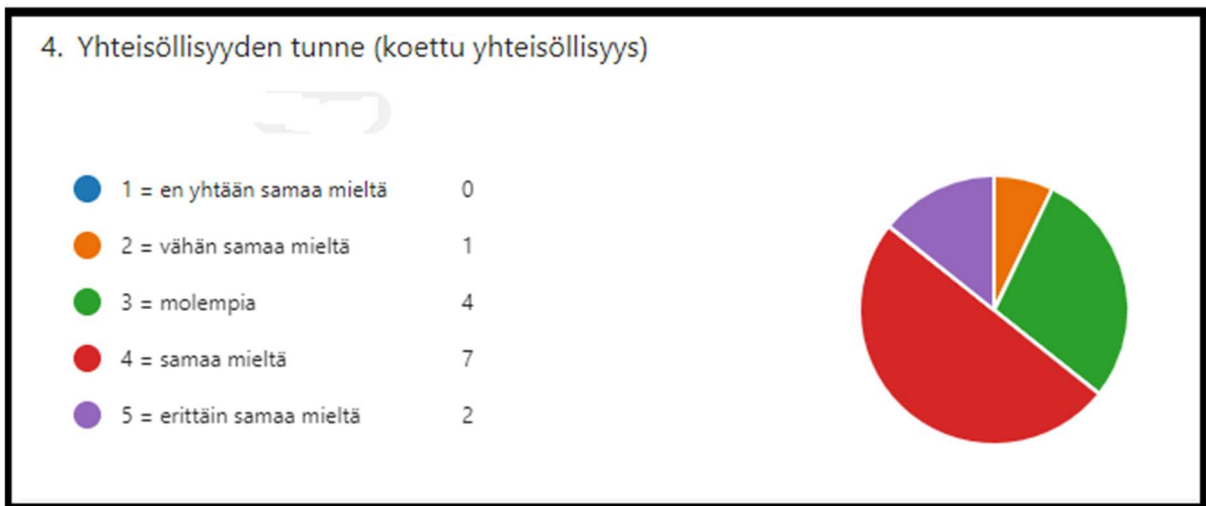 4. Yhteisöllisyyden tunne (koettu yhteisöllisyys)
1 = en yhtään samaa mieltä 0
2 = vähän samaa mieltä 1
3 = molempia 4
4 = samaa mieltä 7
5 = erittäin samaa mieltä 2